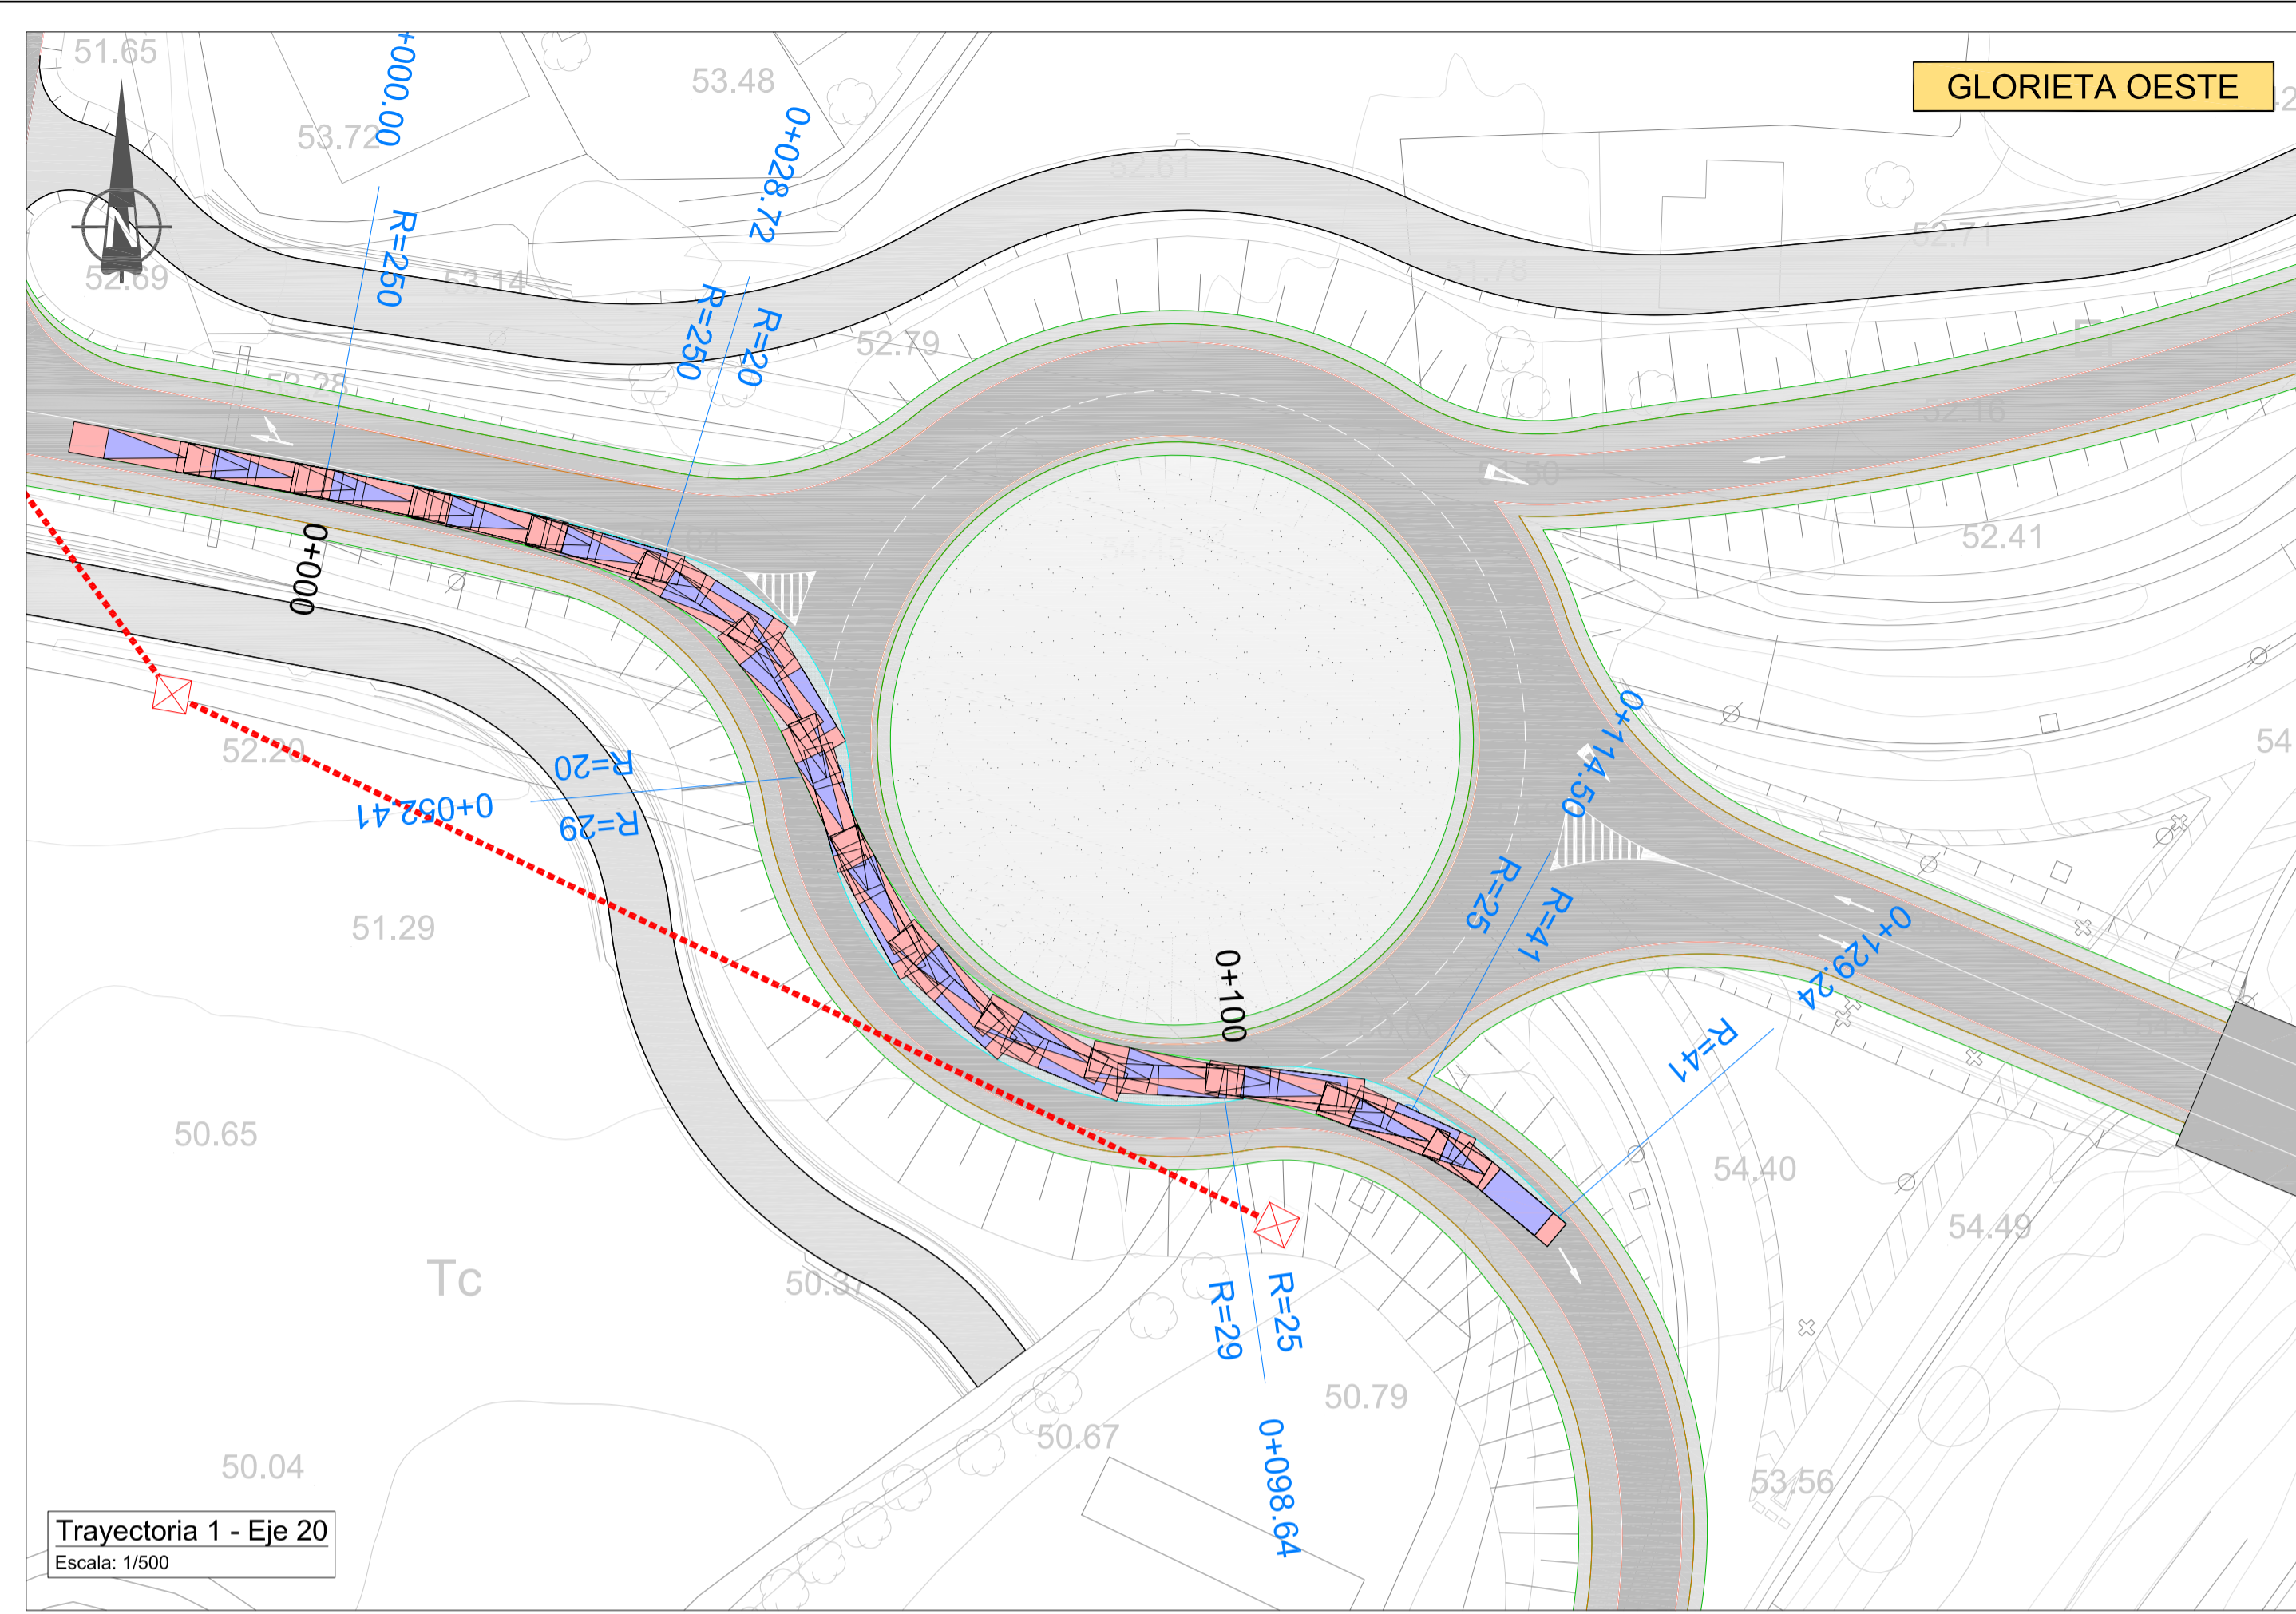 51.65
+000.00
53.48
GLORIETA OESTE
53.72
0+028.72
52.61
N
52.69
R=250
53.14
52.71
51.78
R=250
R=20
52.79
53.28
52.16
52.41
0+000
0+114.50
54
52.20
R=20
0+052.41
R=29
R=25
R=41
0+129.24
51.29
0+100
R=41
50.65
54.40
54.49
Tc
50.37
R=29
R=25
50.79
50.67
0+098.64
50.04
53.56
Trayectoria 1 - Eje 20
Escala: 1/500